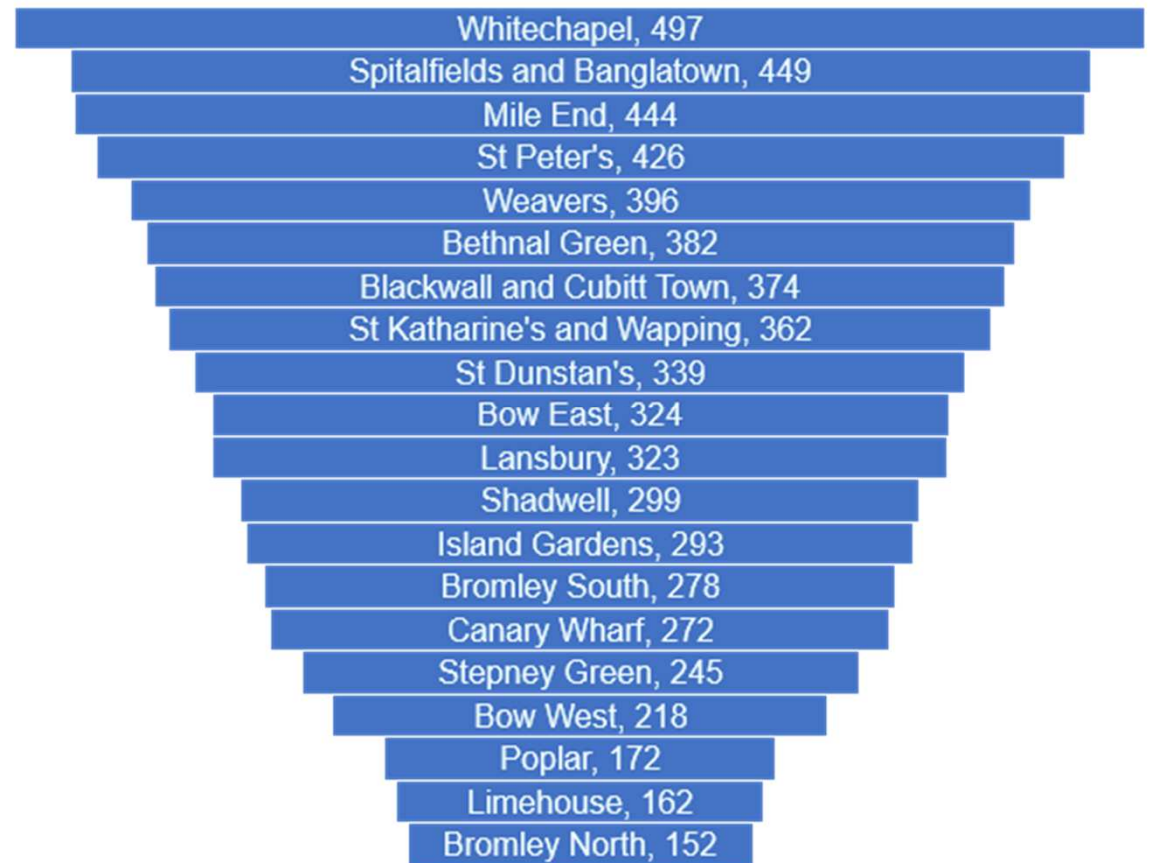 Whitechapel, 497
Spitalfields and Banglatown, 449
Mile End, 444
St Peter's, 426
Weavers, 396
Bethnal Green, 382
Blackwall and Cubitt Town, 374
St Katharine's and Wapping, 362
St Dunstan's, 339
Bow East, 324
Lansbury, 323
Shadwell, 299
Island Gardens, 293
Bromley South, 278
Canary Wharf, 272
Stepney Green, 245
Bow West, 218
Poplar, 172
Limehouse, 162
Bromley North, 152